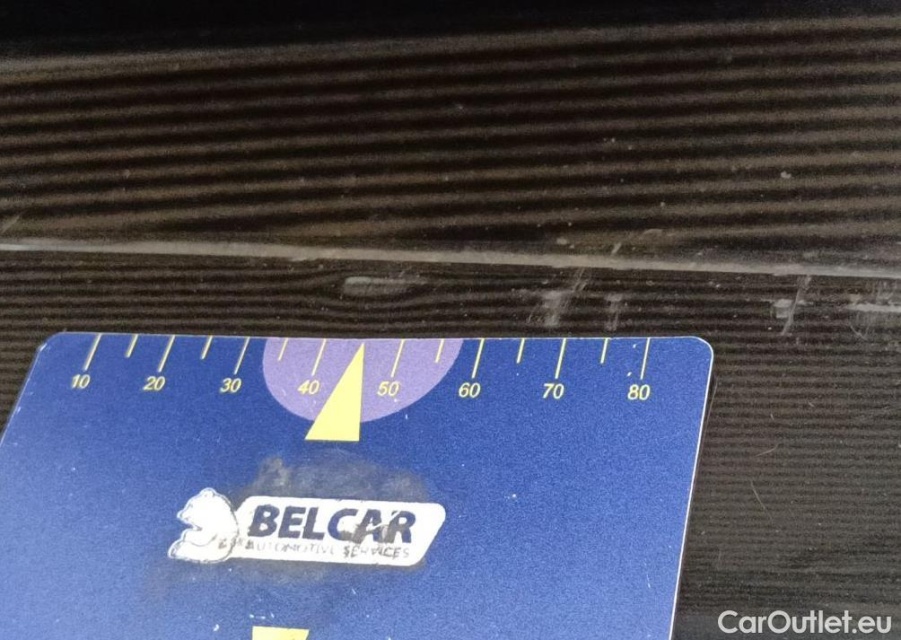 10 20 30 40 50 60 70 80
BELCAR
AUTOMOTIVE SERVICES
CarOutlet.eu